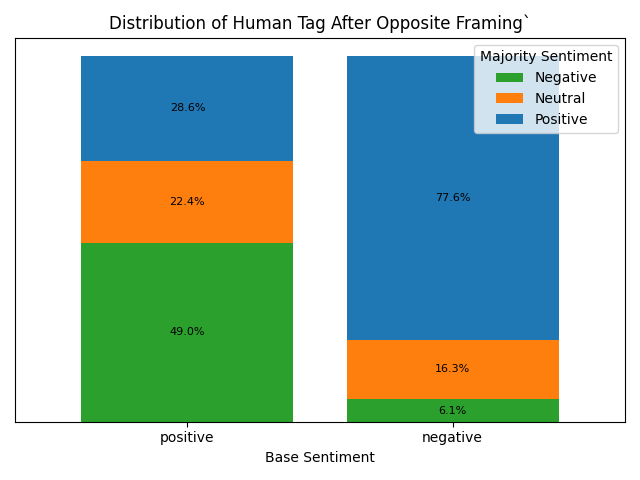 Distribution of Human Tag After Opposite Framing`
Majority Sentiment
Negative
Neutral
Positive
28.6%
22.4%
49.0%
77.6%
16.3%
6.1%
positive
negative
Base Sentiment